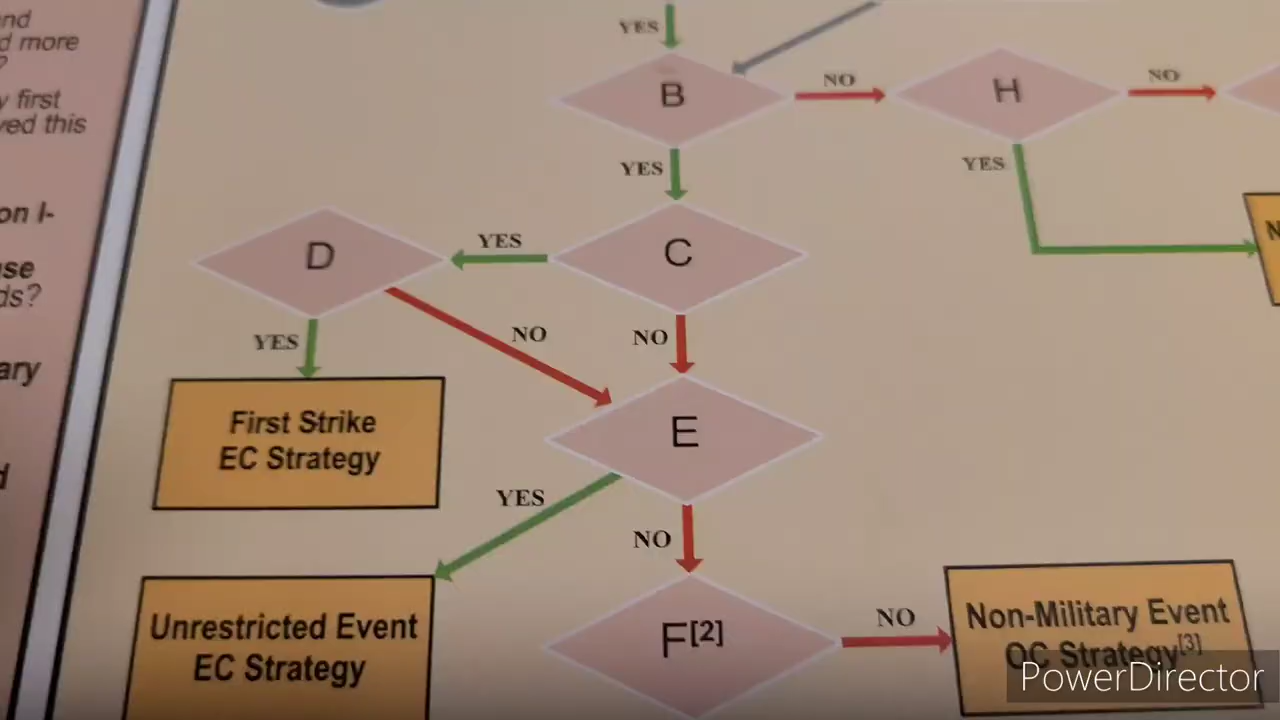 nd
d more
?
y first
ved this
on I-
se
ds?
ary
d
YES
B
NO
H
NO
YES
YES
D
YES
C
YES
NO
NO
First Strike
EC Strategy
E
YES
NO
Unrestricted Event
EC Strategy
F[2]
NO
Non-Military Event
OC Strategy[3]
N
PowerDirector